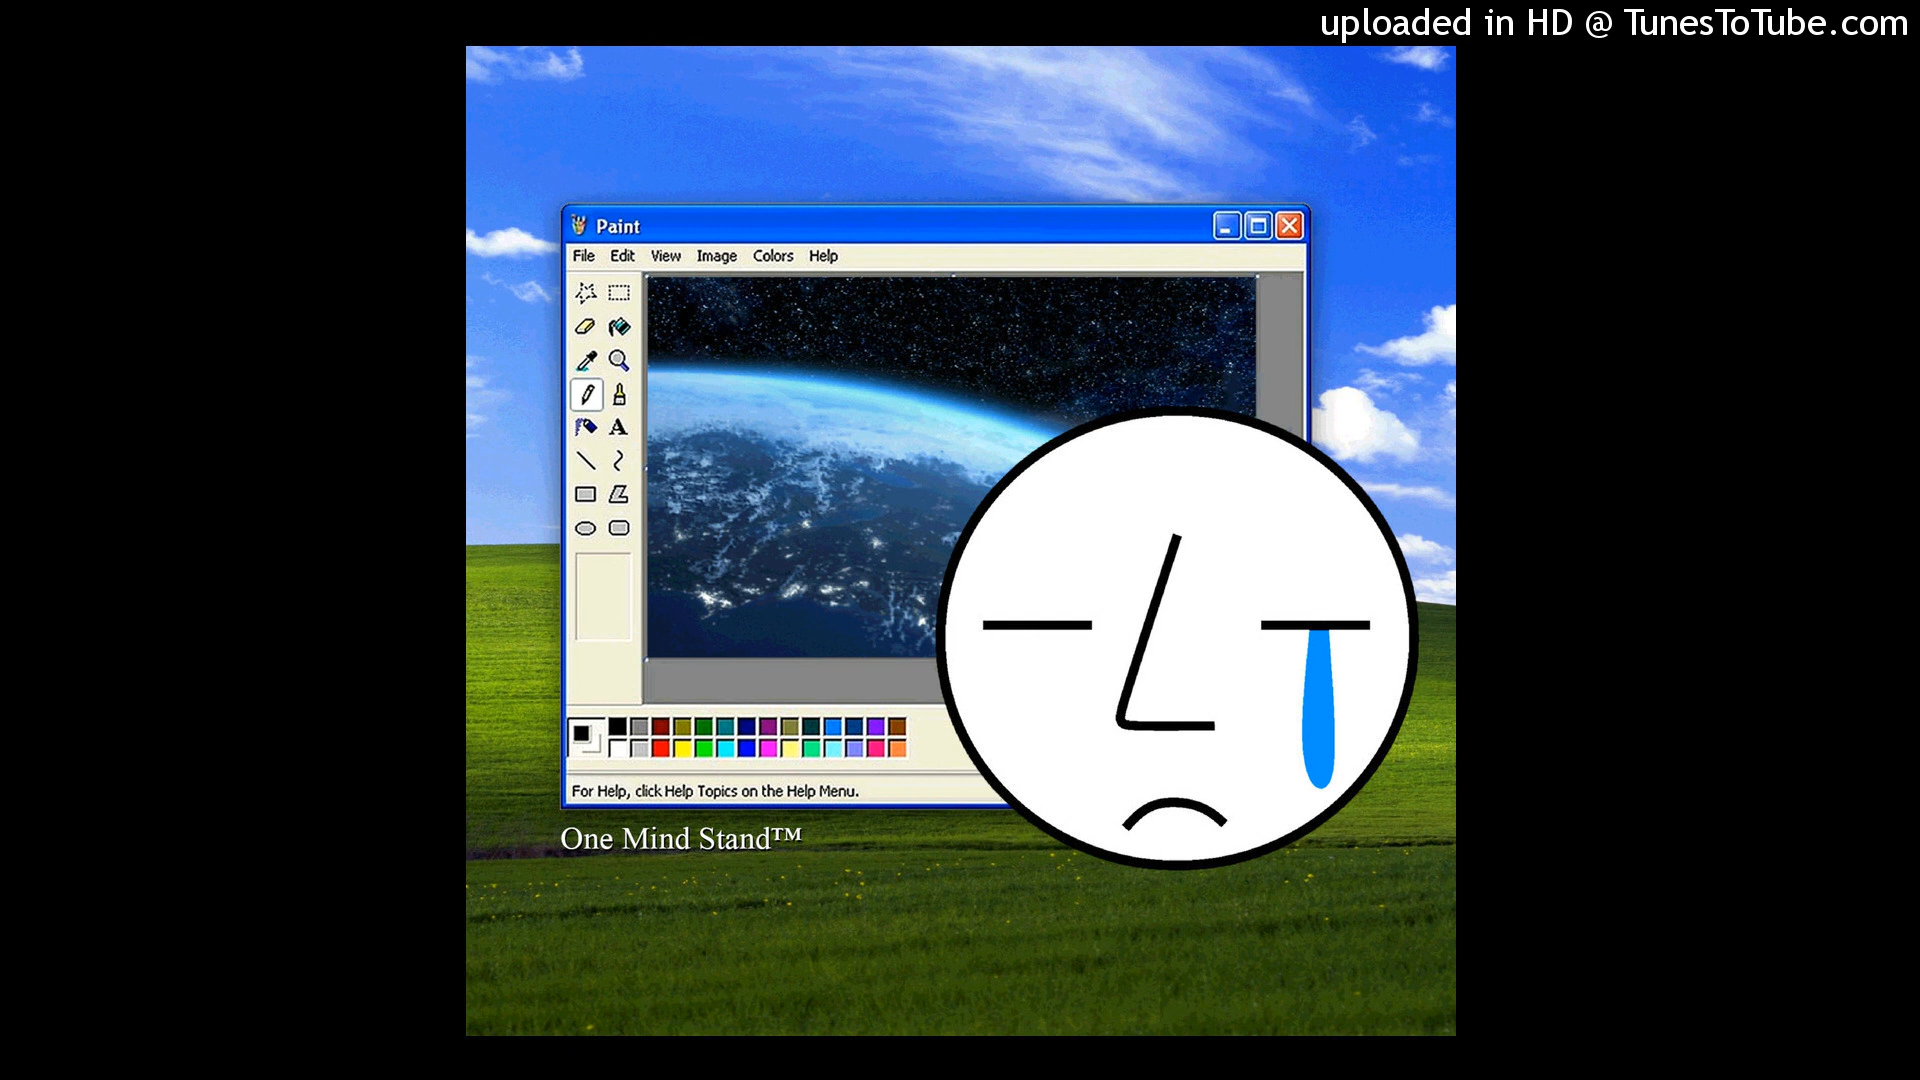 uploaded in HD @ TunesToTube.com
Paint
File Edit View Image Colors Help
A
For Help, click Help Topics on the Help Menu.
One Mind Stand™